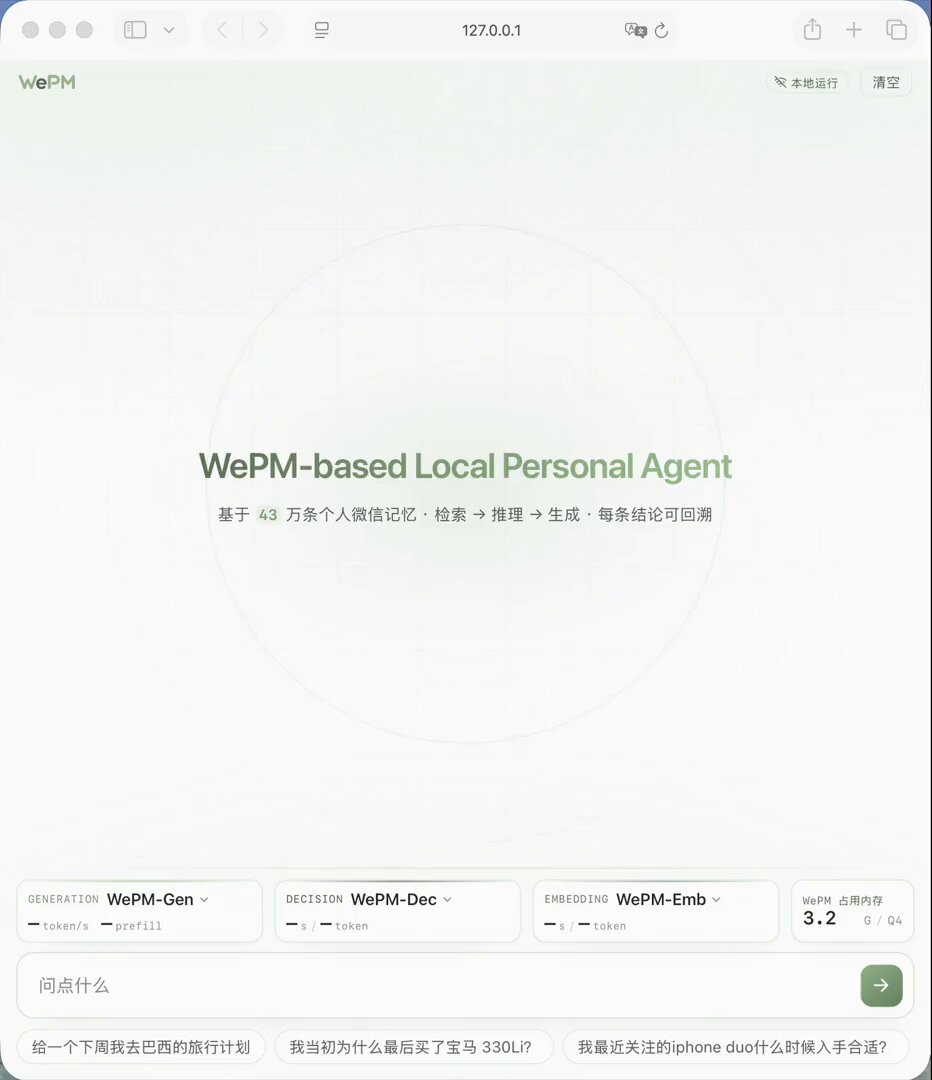 127.0.0.1
WePM
本地运行
清空
WePM-based Local Personal Agent
基于 43 万条个人微信记忆 · 检索 → 推理 → 生成 · 每条结论可回溯
GENERATION WePM-Gen
— token/s — prefill
DECISION WePM-Dec
— s / — token
EMBEDDING WePM-Emb
— s / — token
WePM 占用内存
3.2 G / Q4
问点什么
给一个下周我去巴西的旅行计划
我当初为什么最后买了宝马 330Li?
我最近关注的iphone duo什么时候入手合适?